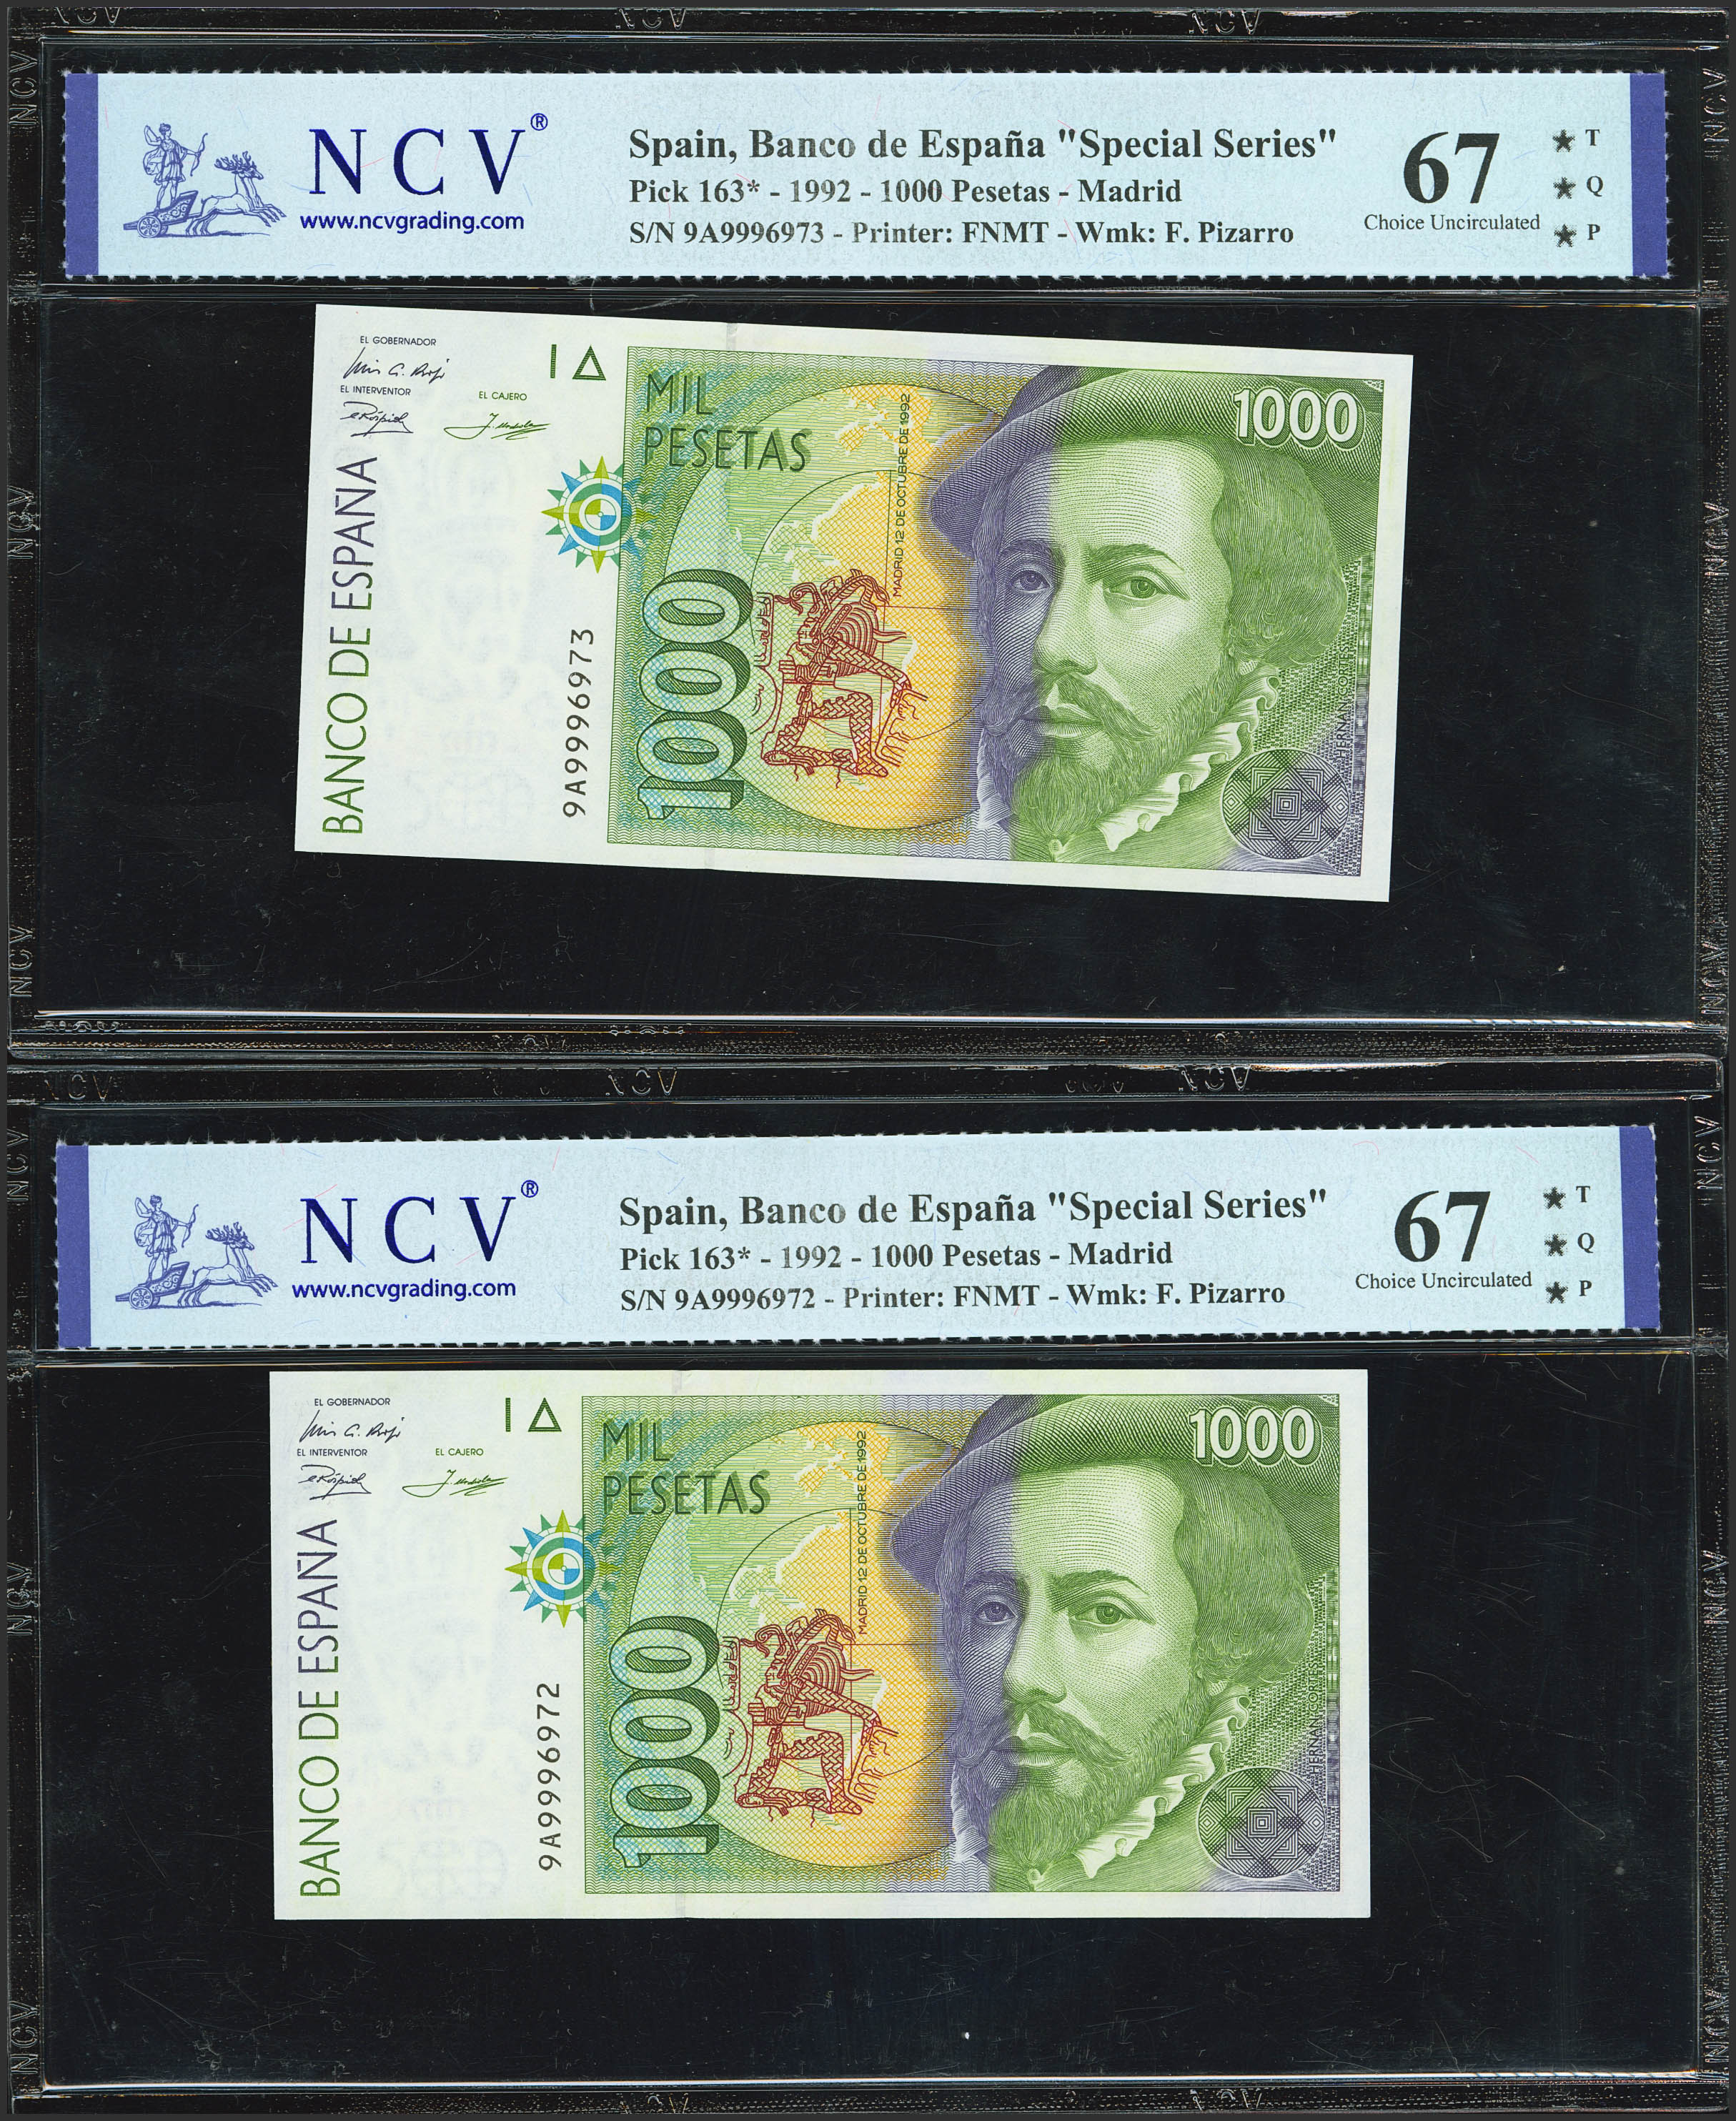 NCV®
www.ncvgrading.com
Spain, Banco de España "Special Series"
Pick 163* - 1992 - 1000 Pesetas - Madrid
S/N 9A9996973 - Printer: FNMT - Wmk: F. Pizarro
67
Choice Uncirculated
★ T
★ Q
★ P
EL GOBERNADOR
EL INTERVENTOR
EL CAJERO
BANCO DE ESPAÑA
9A9996973
MIL
PESETAS
1000
MADRID 12 DE OCTUBRE DE 1992
1000
HERNAN CORTES
NCV®
www.ncvgrading.com
Spain, Banco de España "Special Series"
Pick 163* - 1992 - 1000 Pesetas - Madrid
S/N 9A9996972 - Printer: FNMT - Wmk: F. Pizarro
67
Choice Uncirculated
★ T
★ Q
★ P
EL GOBERNADOR
EL INTERVENTOR
EL CAJERO
BANCO DE ESPAÑA
9A9996972
MIL
PESETAS
1000
MADRID 12 DE OCTUBRE DE 1992
1000
HERNAN CORTES